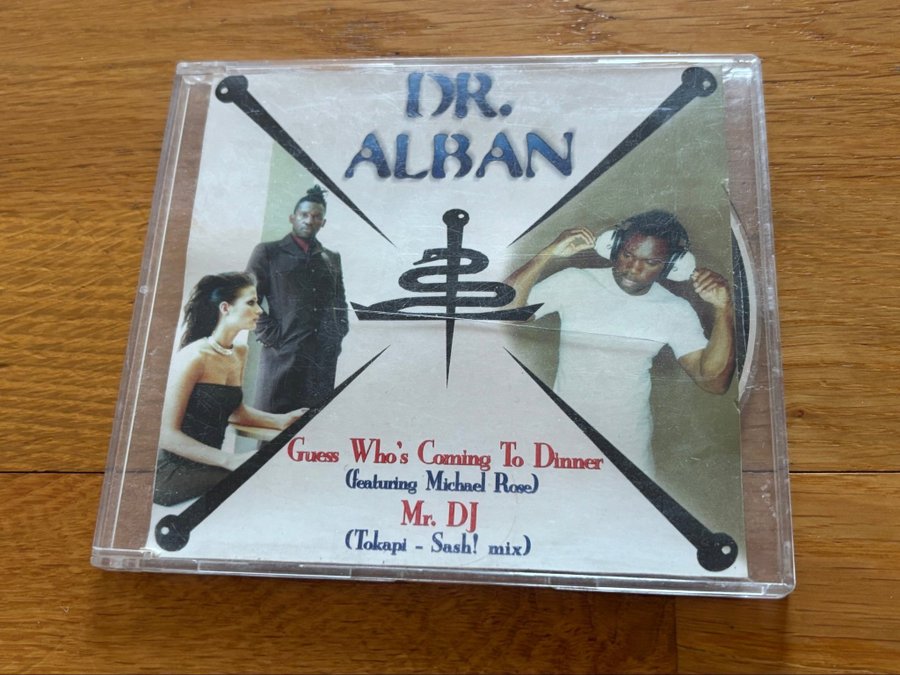 DR.
ALBAN
Guess Who's Coming To Dinner
(featuring Michael Rose)
Mr. DJ
(Tokapi - Sash! mix)